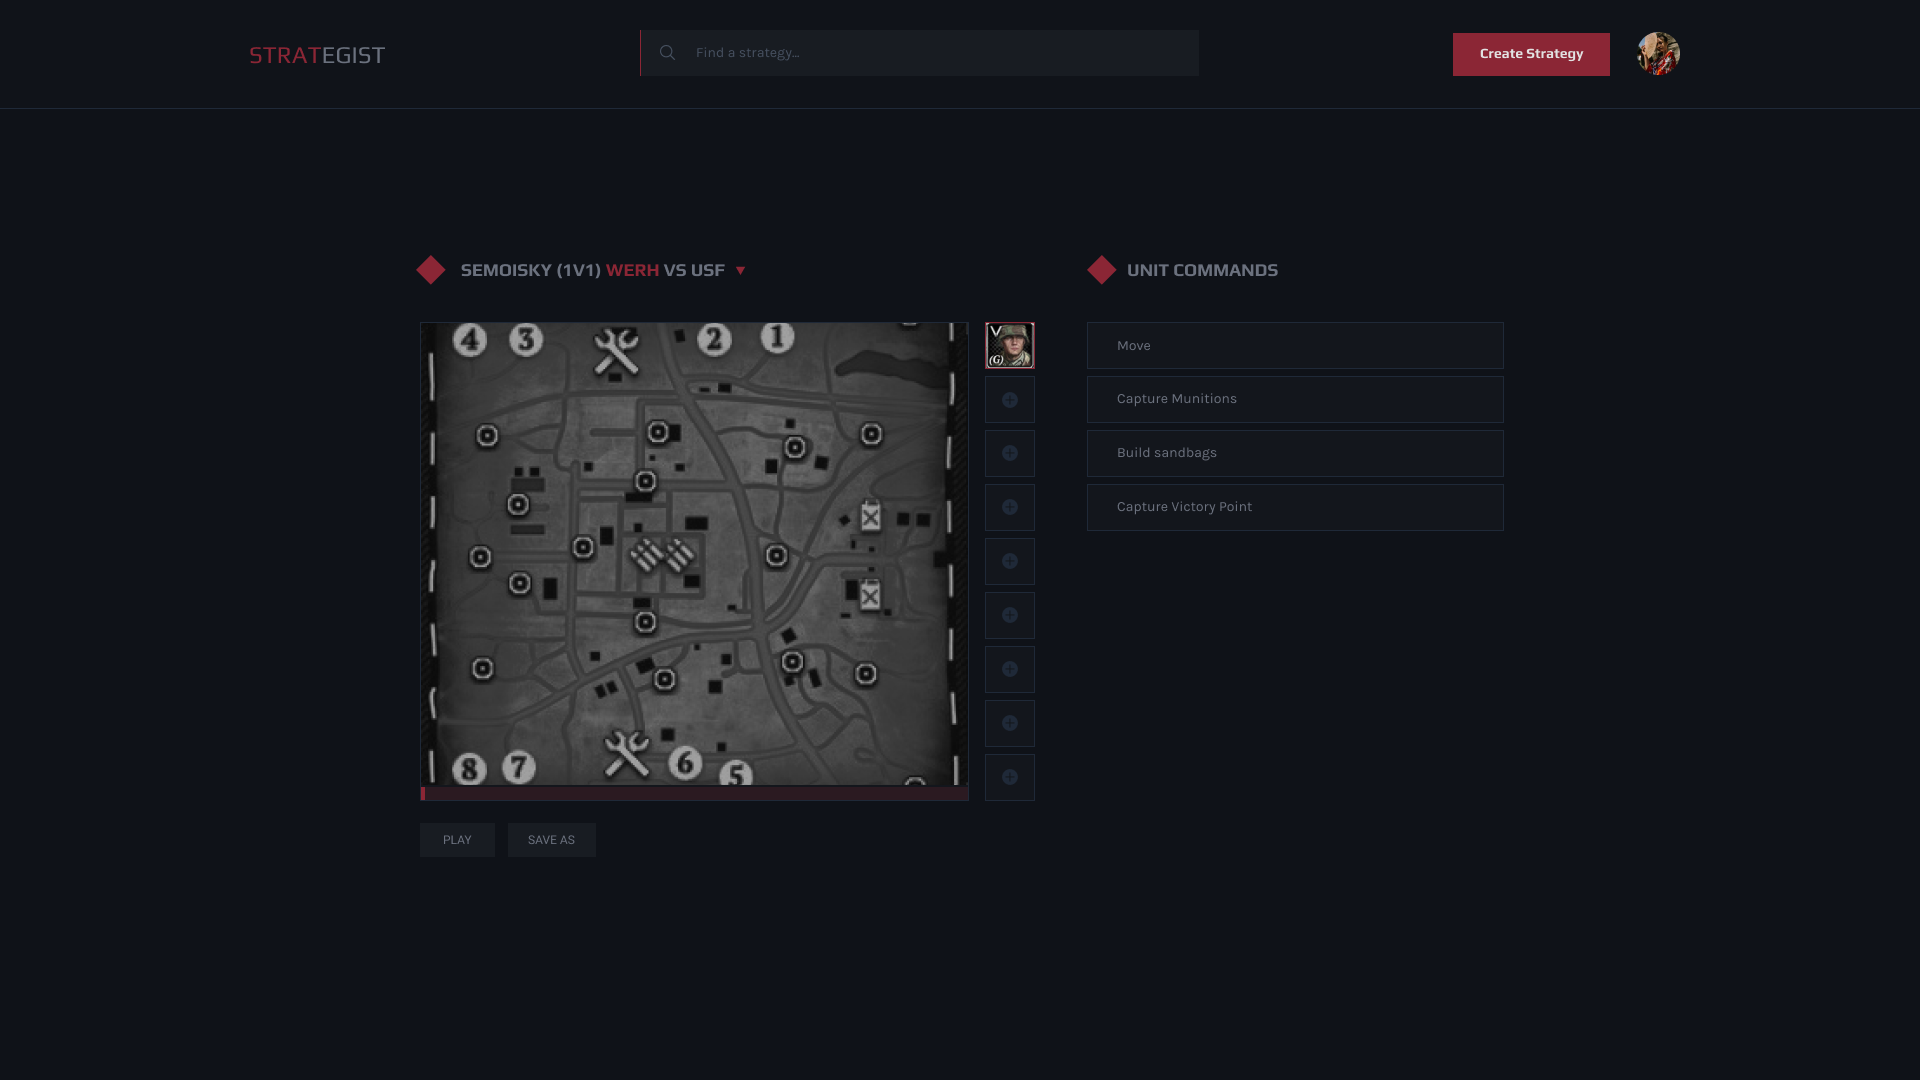 STRATEGIST
Find a strategy...
Create Strategy
SEMOISKY (1V1) WERH VS USF
UNIT COMMANDS
4 3 2 1
V
(G)
Move
Capture Munitions
Build sandbags
Capture Victory Point
8 7 6 5
PLAY
SAVE AS